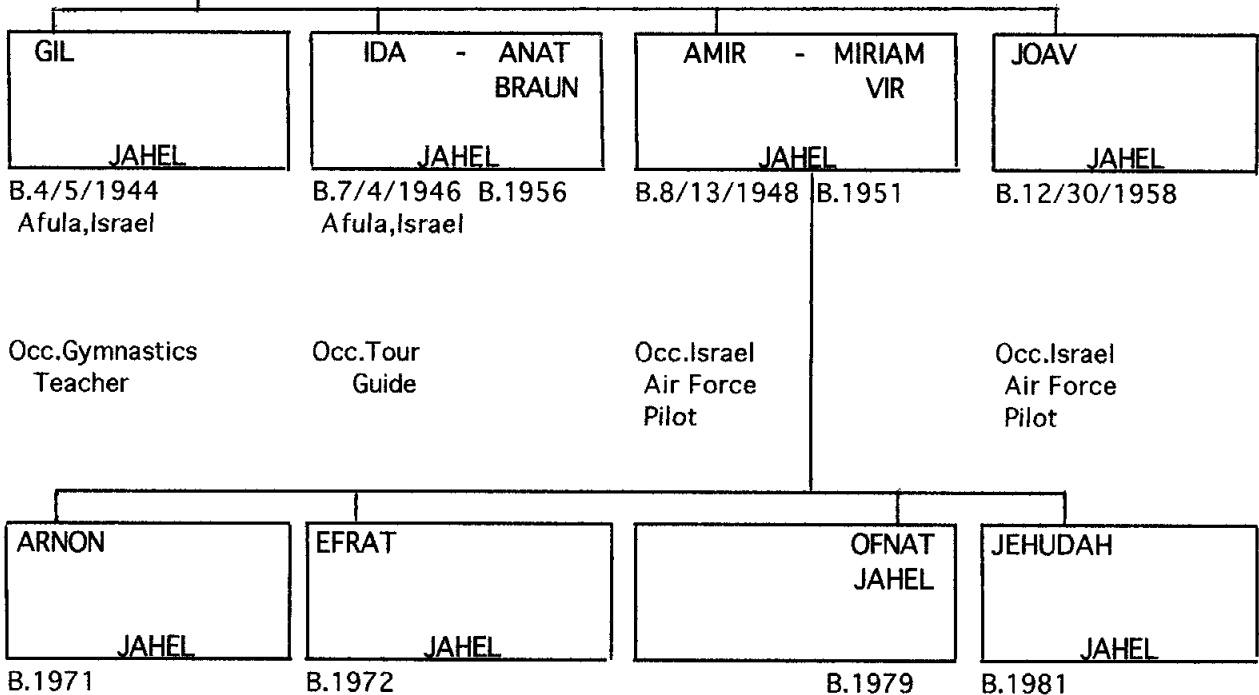 GIL
JAHEL
B.4/5/1944
Afula,Israel
Occ.Gymnastics
Teacher
IDA - ANAT
BRAUN
JAHEL
B.7/4/1946 B.1956
Afula,Israel
Occ.Tour
Guide
AMIR - MIRIAM
VIR
JAHEL
B.8/13/1948 B.1951
Occ.Israel
Air Force
Pilot
JOAV
JAHEL
B.12/30/1958
Occ.Israel
Air Force
Pilot
ARNON
JAHEL
B.1971
EFRAT
JAHEL
B.1972
OFNAT
JAHEL
B.1979
JEHUDAH
JAHEL
B.1981